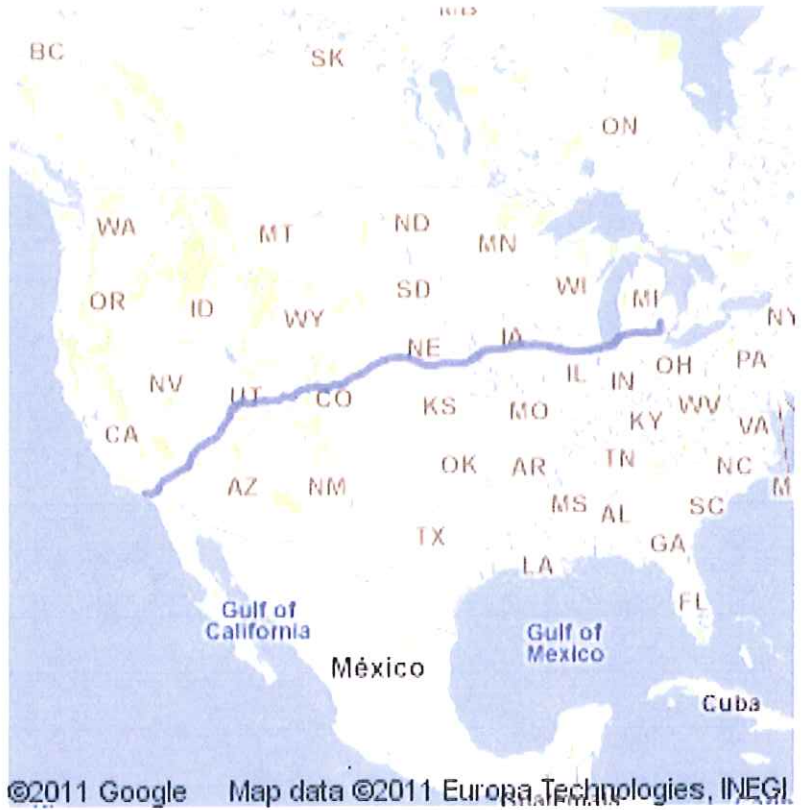 BC
SK
ON
WA
MT
ND
MN
OR
ID
SD
WI
MI
WY
NY
NE
IA
NV
UT
CO
IL
IN
OH
PA
CA
KS
MO
KY
WV
VA
AZ
NM
OK
AR
TN
NC
M
TX
MS
AL
SC
GA
LA
FL
Gulf of
California
Gulf of
Mexico
México
Cuba
©2011 Google Map data ©2011 Europa Technologies, INEGI